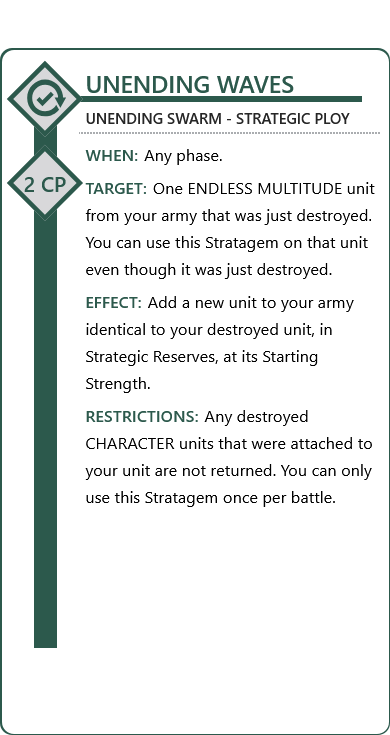 UNENDING WAVES
UNENDING SWARM - STRATEGIC PLOY
2 CP
WHEN: Any phase.
TARGET: One ENDLESS MULTITUDE unit
from your army that was just destroyed.
You can use this Stratagem on that unit
even though it was just destroyed.
EFFECT: Add a new unit to your army
identical to your destroyed unit, in
Strategic Reserves, at its Starting
Strength.
RESTRICTIONS: Any destroyed
CHARACTER units that were attached to
your unit are not returned. You can only
use this Stratagem once per battle.